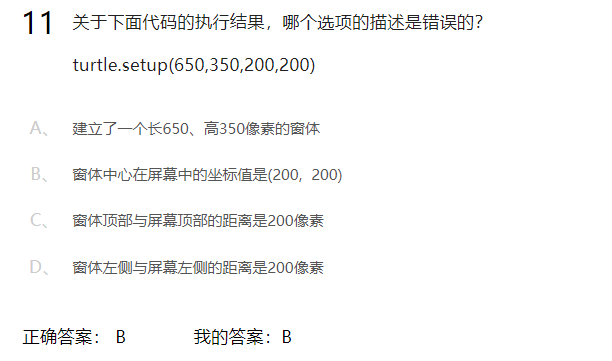 11 关于下面代码的执行结果，哪个选项的描述是错误的？
turtle.setup(650,350,200,200)
A、 建立了一个长650、高350像素的窗体
B、 窗体中心在屏幕中的坐标值是(200，200)
C、 窗体顶部与屏幕顶部的距离是200像素
D、 窗体左侧与屏幕左侧的距离是200像素
正确答案： B 我的答案：B